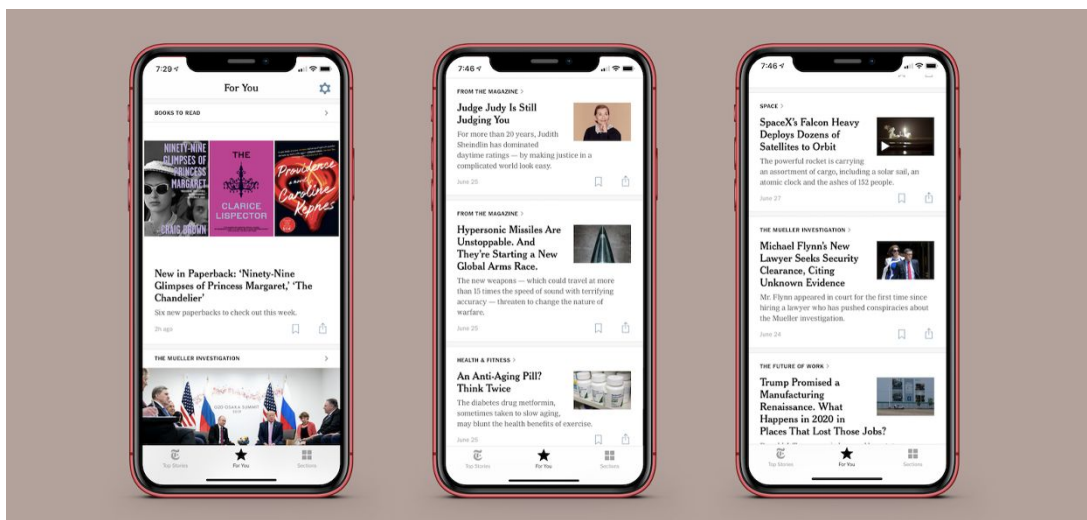 7:29
For You
BOOKS TO READ
NINETY-NINE
GLIMPSES OF
PRINCESS
MARGARET
CRAIG BROWN
THE
CLARICE
LISPECTOR
Providence
a novel
Caroline
Kepnes
New in Paperback: ‘Ninety-Nine
Glimpses of Princess Margaret,’ ‘The
Chandelier’
Six new paperbacks to check out this week.
2h ago
THE MUELLER INVESTIGATION
G20 OSAKA SUMMIT
Top Stories
For You
Sections
7:46
FROM THE MAGAZINE
Judge Judy Is Still
Judging You
For more than 20 years, Judith
Sheindlin has dominated
daytime ratings — by making justice in a
complicated world look easy.
June 20
FROM THE MAGAZINE
Hypersonic Missiles Are
Unstoppable. And
They’re Starting a New
Global Arms Race.
The new weapons — which could travel at more
than 15 times the speed of sound with terrifying
accuracy — threaten to change the nature of
warfare.
June 25
HEALTH & FITNESS
An Anti-Aging Pill?
Think Twice
The diabetes drug metformin,
sometimes taken to slow aging,
may blunt the health benefits of exercise.
June 26
Top Stories
For You
Sections
7:46
SPACE
SpaceX’s Falcon Heavy
Deploys Dozens of
Satellites to Orbit
The powerful rocket is carrying
an assortment of cargo, including a solar sail, an
atomic clock and the ashes of 152 people.
June 27
THE MUELLER INVESTIGATION
Michael Flynn’s New
Lawyer Seeks Security
Clearance, Citing
Unknown Evidence
Mr. Flynn appeared in court for the first time since
hiring a lawyer who has pushed conspiracies about
the Mueller investigation.
June 24
THE FUTURE OF WORK
Trump Promised a
Manufacturing
Renaissance. What
Happens in 2020 in
Places That Lost Those Jobs?
Top Stories
For You
Sections